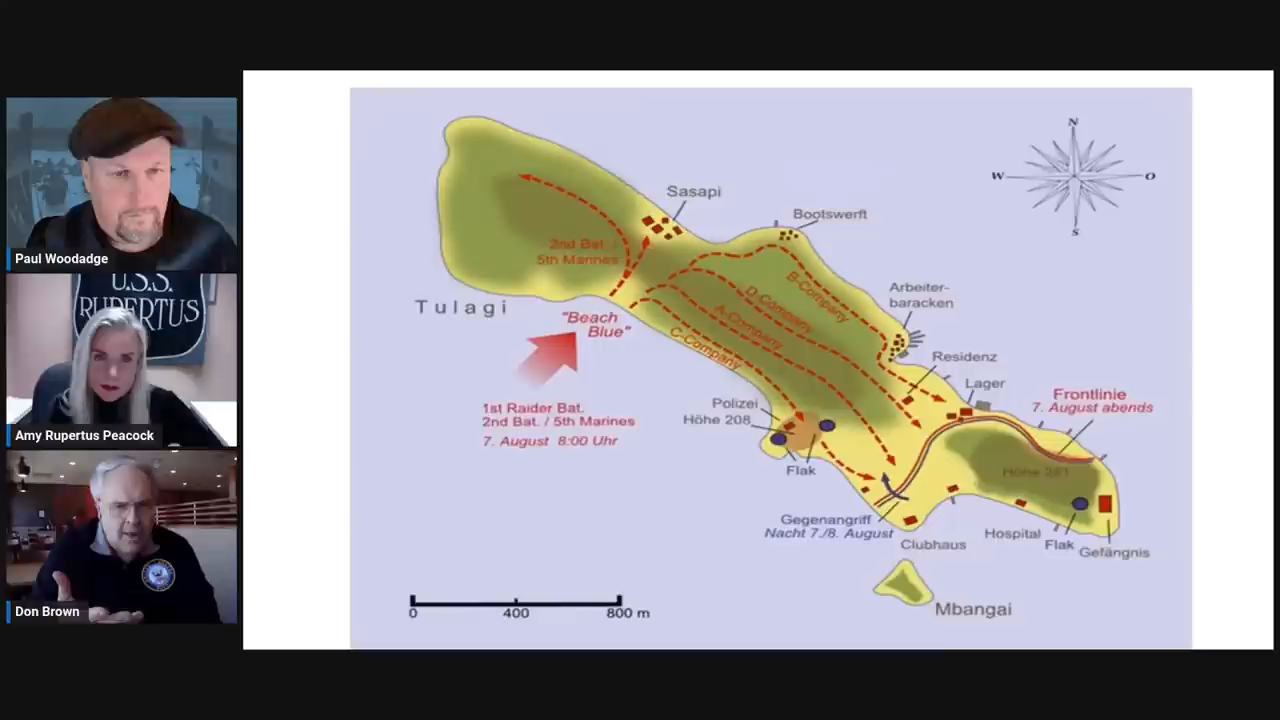 Paul Woodadge
U.S.S.
RUPERTUS
Amy Rupertus Peacock
Don Brown
N
W
O
S
Sasapi
Bootswerft
2nd Bat. /
5th Marines
Tulagi
"Beach
Blue"
B-Company
D-Company
A-Company
C-Company
Arbeiter-
baracken
Residenz
Lager
Frontlinie
7. August abends
1st Raider Bat.
2nd Bat. / 5th Marines
7. August 8:00 Uhr
Polizei
Höhe 208
Flak
Höhe 281
Gegenangriff
Nacht 7./8. August
Clubhaus
Hospital
Flak
Gefängnis
Mbangai
0
400
800 m